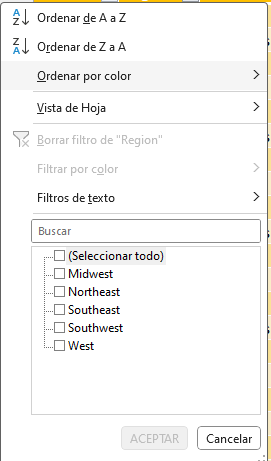 Ordenar de A a Z
Ordenar de Z a A
Ordenar por color
Vista de Hoja
Borrar filtro de "Region"
Filtrar por color
Filtros de texto
Buscar
(Seleccionar todo)
Midwest
Northeast
Southeast
Southwest
West
ACEPTAR Cancelar